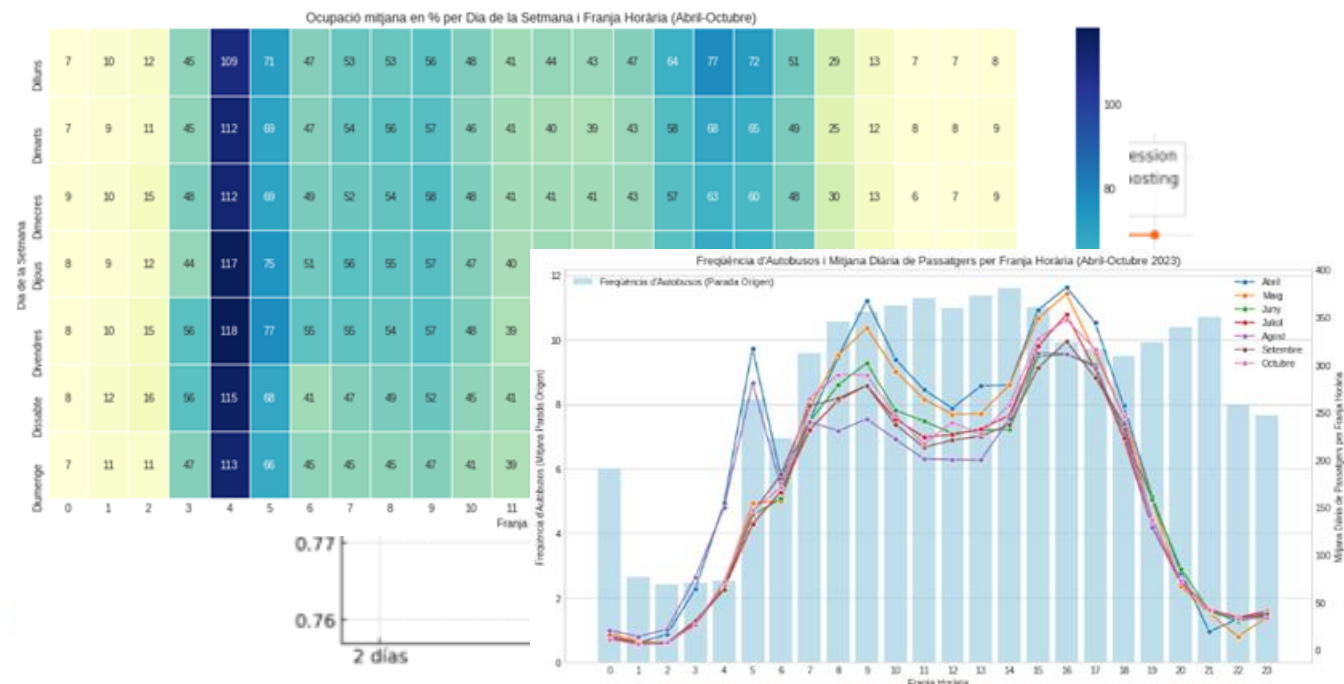 Ocupació mitjana en % per Dia de la Setmana i Franja Horària (Abril-Octubre)
Dia de la Setmana
Dilluns 7 10 12 45 109 71 47 53 53 56 48 41 44 43 47 64 77 72 51 29 13 7 7 8
Dimarts 7 9 11 45 112 69 47 54 56 57 46 41 40 39 43 58 68 65 49 25 12 8 8 9
Dimecres 9 10 15 48 112 69 49 52 54 58 48 41 41 41 43 57 63 60 48 30 13 6 7 9
Dijous 8 9 12 44 117 75 51 56 55 57 47 40
Divendres 8 10 15 56 118 77 55 55 54 57 48 39
Dissabte 8 12 16 56 115 68 41 47 49 52 45 41
Diumenge 7 11 11 47 113 66 45 45 45 47 41 39
0 1 2 3 4 5 6 7 8 9 10 11
Franja
100
80
ession
osting
0.77
0.76
2 días
Freqüència d'Autobusos i Mitjana Diària de Passatgers per Franja Horària (Abril-Octubre 2023)
Freqüència d'Autobusos (Parada Origen)
Abril
Maig
Juny
Juliol
Agost
Setembre
Octubre
Freqüència d'Autobusos (Mitjana Parada Origen)
12
10
8
6
4
2
0
400
350
300
250
200
150
100
50
0
Mitjana Diària de Passatgers per Franja Horària
0 1 2 3 4 5 6 7 8 9 10 11 12 13 14 15 16 17 18 19 20 21 22 23
Franja Horària